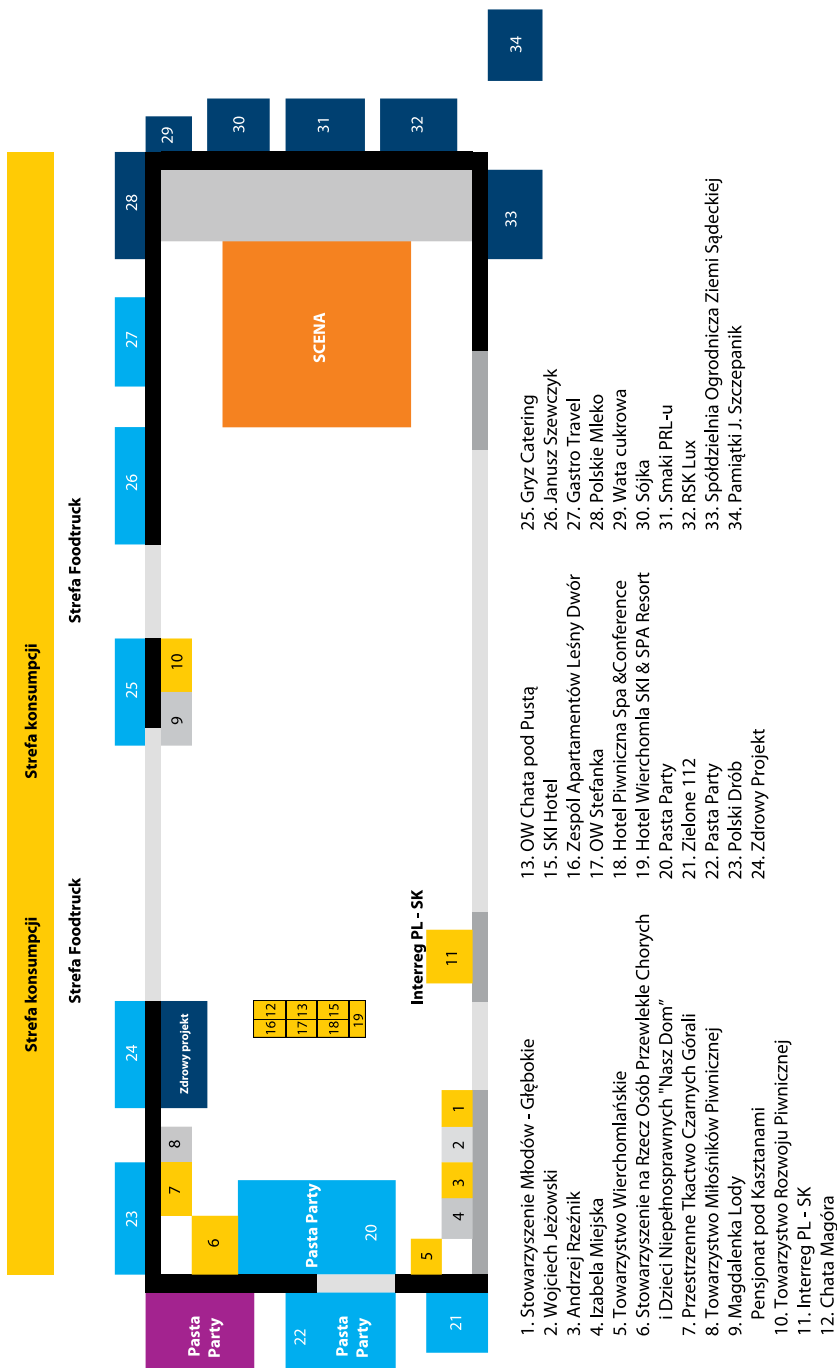 Strefa konsumpcji
Strefa konsumpcji
Strefa Foodtruck
Strefa Foodtruck
23
24
25
26
27
28
29
30
31
32
33
34
7
8
Zdrowy projekt
9
10
6
Pasta Party
20
16
12
17
13
18
15
19
SCENA
Interreg PL - SK
11
5
4
3
2
1
Pasta
Party
22
Pasta
Party
21
1. Stowarzyszenie Młodów - Głębokie
2. Wojciech Jeżowski
3. Andrzej Rzeźnik
4. Izabela Miejska
5. Towarzystwo Wierchomlańskie
6. Stowarzyszenie na Rzecz Osób Przewlekle Chorych
i Dzieci Niepełnosprawnych "Nasz Dom”
7. Przestrzenne Tkactwo Czarnych Górali
8. Towarzystwo Miłośników Piwnicznej
9. Magdalenka Lody
Pensjonat pod Kasztanami
10. Towarzystwo Rozwoju Piwnicznej
11. Interreg PL - SK
12. Chata Magóra
13. OW Chata pod Pustą
15. SKI Hotel
16. Zespól Apartamentów Leśny Dwór
17. OW Stefanka
18. Hotel Piwniczna Spa &Conference
19. Hotel Wierchomla SKI & SPA Resort
20. Pasta Party
21. Zielone 112
22. Pasta Party
23. Polski Drób
24. Zdrowy Projekt
25. Gryz Catering
26. Janusz Szewczyk
27. Gastro Travel
28. Polskie Mleko
29. Wata cukrowa
30. Sójka
31. Smaki PRL-u
32. RSK Lux
33. Spółdzielnia Ogrodnicza Ziemi Sądeckiej
34. Pamiątki J. Szczepanik